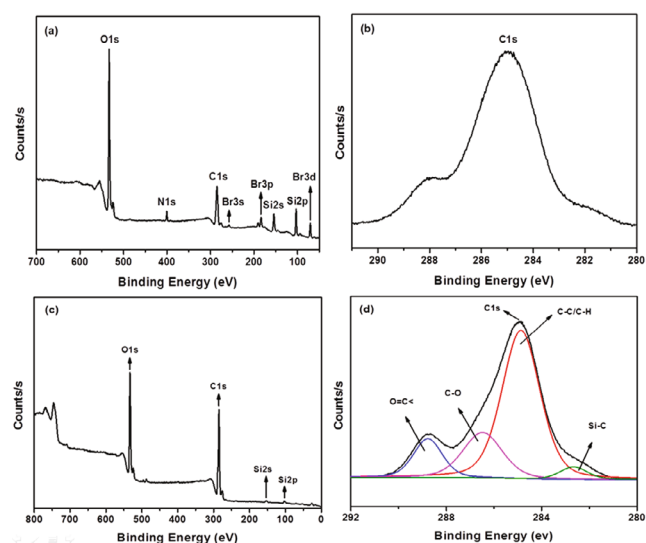 (a)
O1s
N1s
C1s
Br3s
Br3p
Si2s
Si2p
Br3d
Counts/s
700 600 500 400 300 200 100
Binding Energy (eV)
(b)
C1s
Counts/s
290 288 286 284 282 280
Binding Energy (eV)
(c)
O1s
C1s
Si2s
Si2p
Counts/s
800 700 600 500 400 300 200 100 0
Binding Energy (eV)
(d)
C1s
C-C/C-H
O=C<
C-O
Si-C
Counts/s
292 288 284 280
Binding Energy (eV)